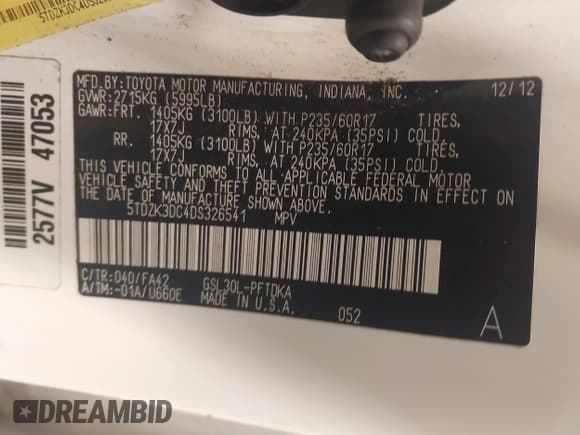 5TDZK3DC4DS32
2577V 47053
MFD.BY:TOYOTA MOTOR MANUFACTURING, INDIANA, INC. 12/12
GVWR:2715KG (5995LB)
GAWR:FRT. 1405KG (3100LB) WITH P235/60R17 TIRES,
17X7J RIMS, AT 240KPA (35PSI) COLD.
RR. 1405KG (3100LB) WITH P235/60R17 TIRES,
17X7J RIMS, AT 240KPA (35PSI) COLD.
THIS VEHICLE CONFORMS TO ALL APPLICABLE FEDERAL MOTOR
VEHICLE SAFETY AND THEFT PREVENTION STANDARDS IN EFFECT ON
THE DATE OF MANUFACTURE SHOWN ABOVE.
5TDZK3DC4DS326541 MPV
C/TR:040/FA42 GSL30L-PFTDKA
A/TM:-01A/U660E MADE IN U.S.A.
052
A
DREAMBID